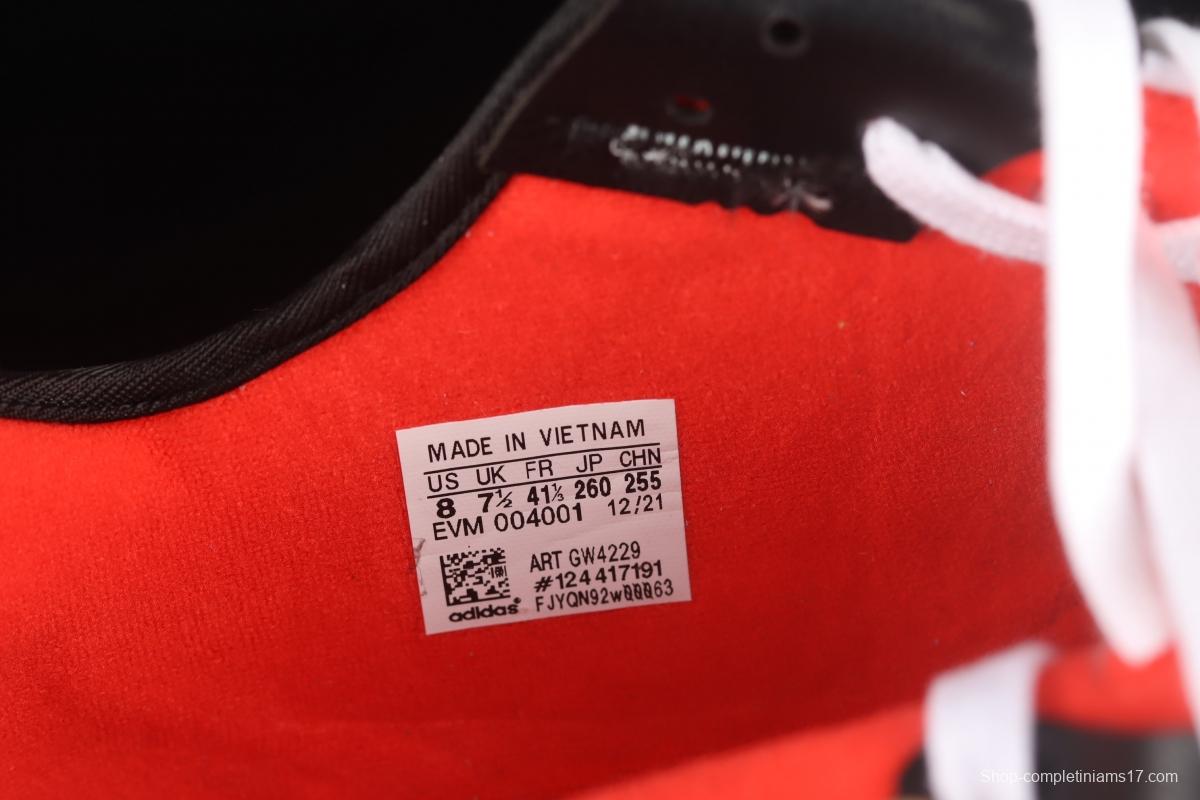 MADE IN VIETNAM
US UK FR JP CHN
8 7½ 41⅓ 260 255
EVM 004001 12/21
ART GW4229
#124417191
FJYQN92w00063
adidas®
Shop-completiniams17.com